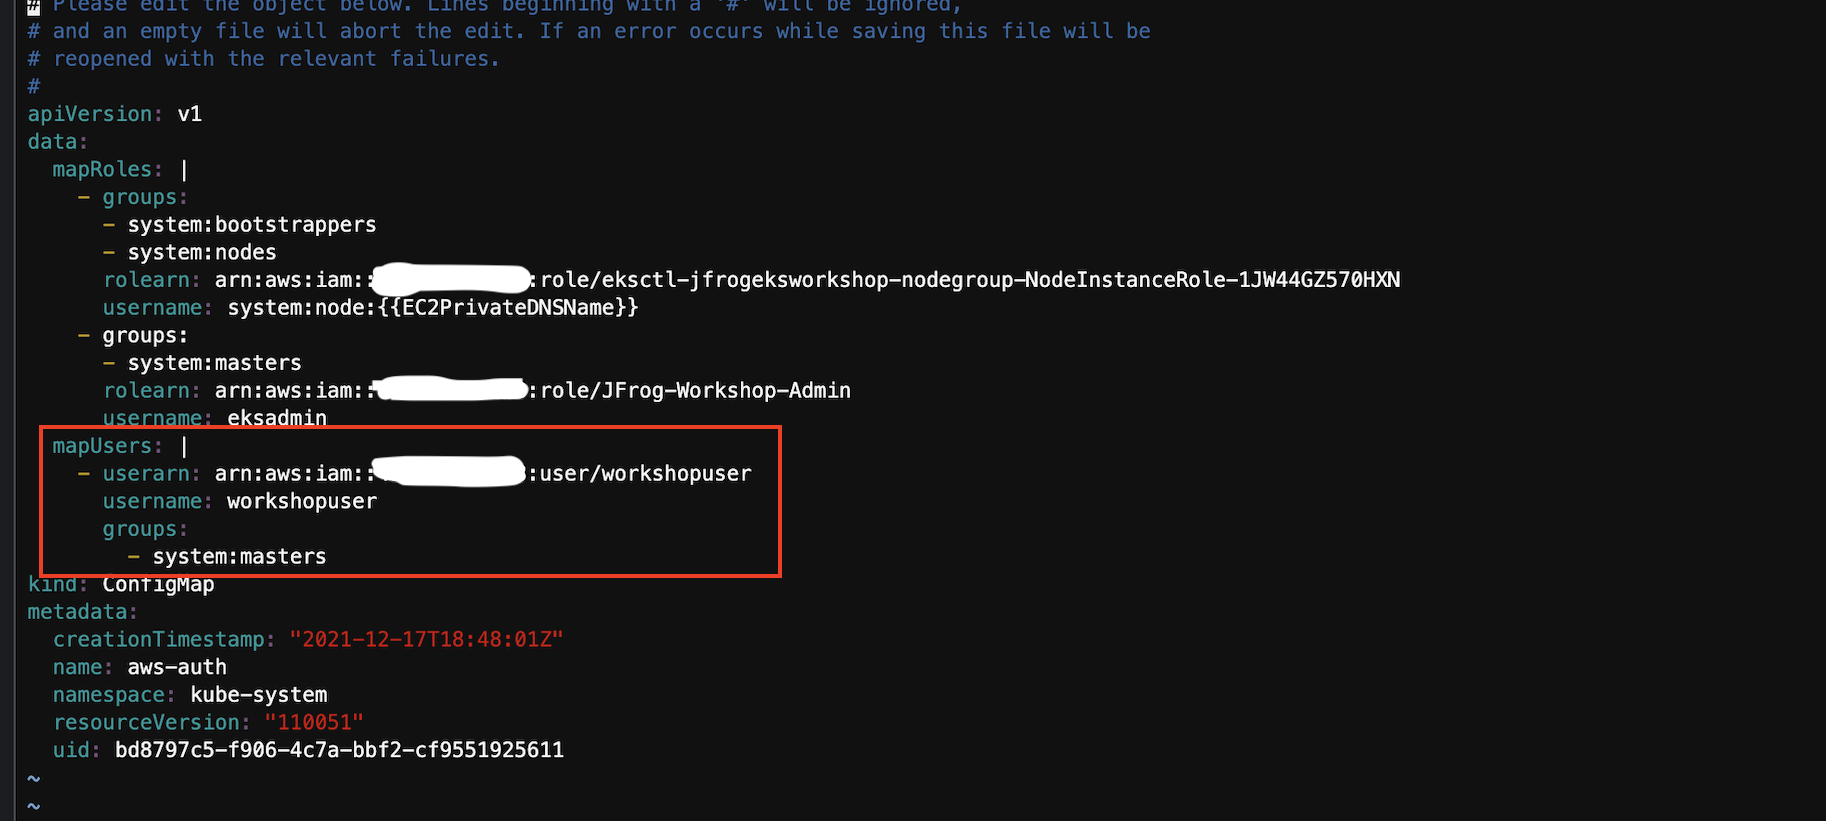 # Please edit the object below. Lines beginning with a '#' will be ignored,
# and an empty file will abort the edit. If an error occurs while saving this file will be
# reopened with the relevant failures.
#
apiVersion: v1
data:
  mapRoles: |
    - groups:
      - system:bootstrappers
      - system:nodes
      rolearn: arn:aws:iam:: :role/eksctl-jfrogeksworkshop-nodegroup-NodeInstanceRole-1JW44GZ570HXN
      username: system:node:{{EC2PrivateDNSName}}
    - groups:
      - system:masters
      rolearn: arn:aws:iam:: :role/JFrog-Workshop-Admin
      username: eksadmin
  mapUsers: |
    - userarn: arn:aws:iam:: :user/workshopuser
      username: workshopuser
      groups:
        - system:masters
kind: ConfigMap
metadata:
  creationTimestamp: "2021-12-17T18:48:01Z"
  name: aws-auth
  namespace: kube-system
  resourceVersion: "110051"
  uid: bd8797c5-f906-4c7a-bbf2-cf9551925611
~
~